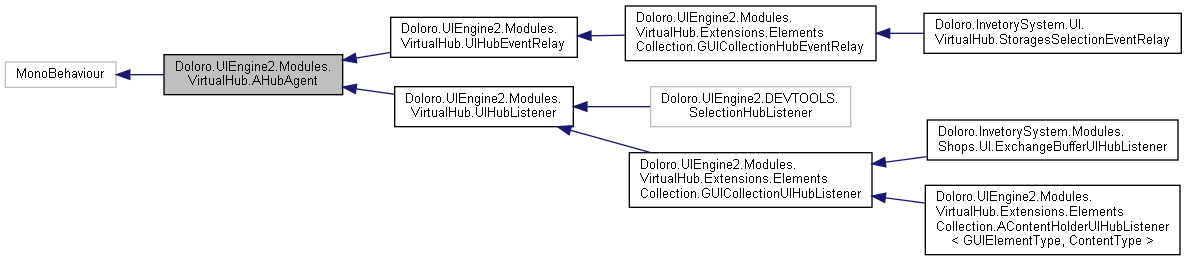 MonoBehaviour
Doloro.UIEngine2.Modules.
VirtualHub.AHubAgent
Doloro.UIEngine2.Modules.
VirtualHub.UIHubEventRelay
Doloro.UIEngine2.Modules.
VirtualHub.Extensions.Elements
Collection.GUICollectionHubEventRelay
Doloro.InvetorySystem.UI.
VirtualHub.StoragesSelectionEventRelay
Doloro.UIEngine2.Modules.
VirtualHub.UIHubListener
Doloro.UIEngine2.DEVTOOLS.
SelectionHubListener
Doloro.UIEngine2.Modules.
VirtualHub.Extensions.Elements
Collection.GUICollectionUIHubListener
Doloro.InvetorySystem.Modules.
Shops.UI.ExchangeBufferUIHubListener
Doloro.UIEngine2.Modules.
VirtualHub.Extensions.Elements
Collection.AContentHolderUIHubListener
< GUIElementType, ContentType >